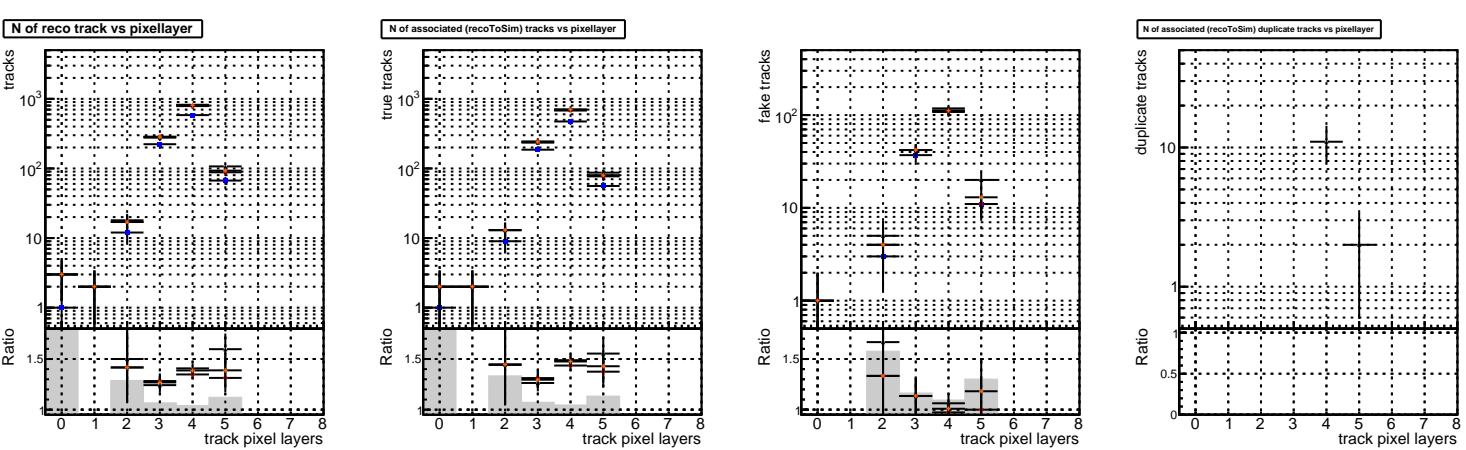 N of reco track vs pixellayer
tracks
10³
10²
10
1
Ratio
1.5
1
0 1 2 3 4 5 6 7 8
track pixel layers
N of associated (recoToSim) tracks vs pixellayer
true tracks
10³
10²
10
1
Ratio
1.5
1
0 1 2 3 4 5 6 7 8
track pixel layers
fake tracks
10²
10
1
Ratio
1.5
1
0 1 2 3 4 5 6 7 8
track pixel layers
N of associated (recoToSim) duplicate tracks vs pixellayer
duplicate tracks
10
1
Ratio
1
0.5
0
0 1 2 3 4 5 6 7 8
track pixel layers